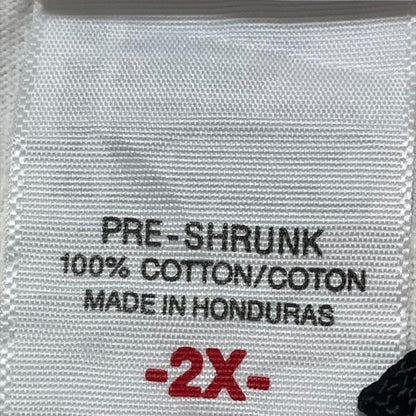 PRE-SHRUNK
100% COTTON/COTON
MADE IN HONDURAS
-2X-